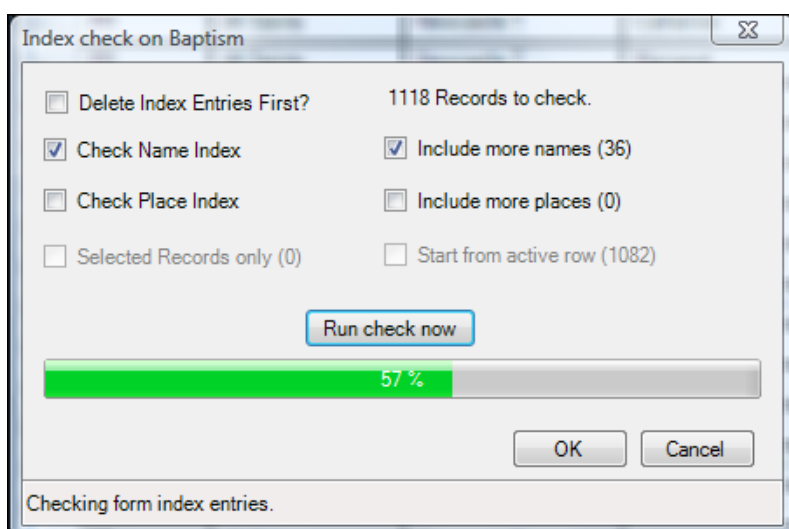 Index check on Baptism
Delete Index Entries First?
1118 Records to check.
Check Name Index
Include more names (36)
Check Place Index
Include more places (0)
Selected Records only (0)
Start from active row (1082)
Run check now
57 %
OK
Cancel
Checking form index entries.